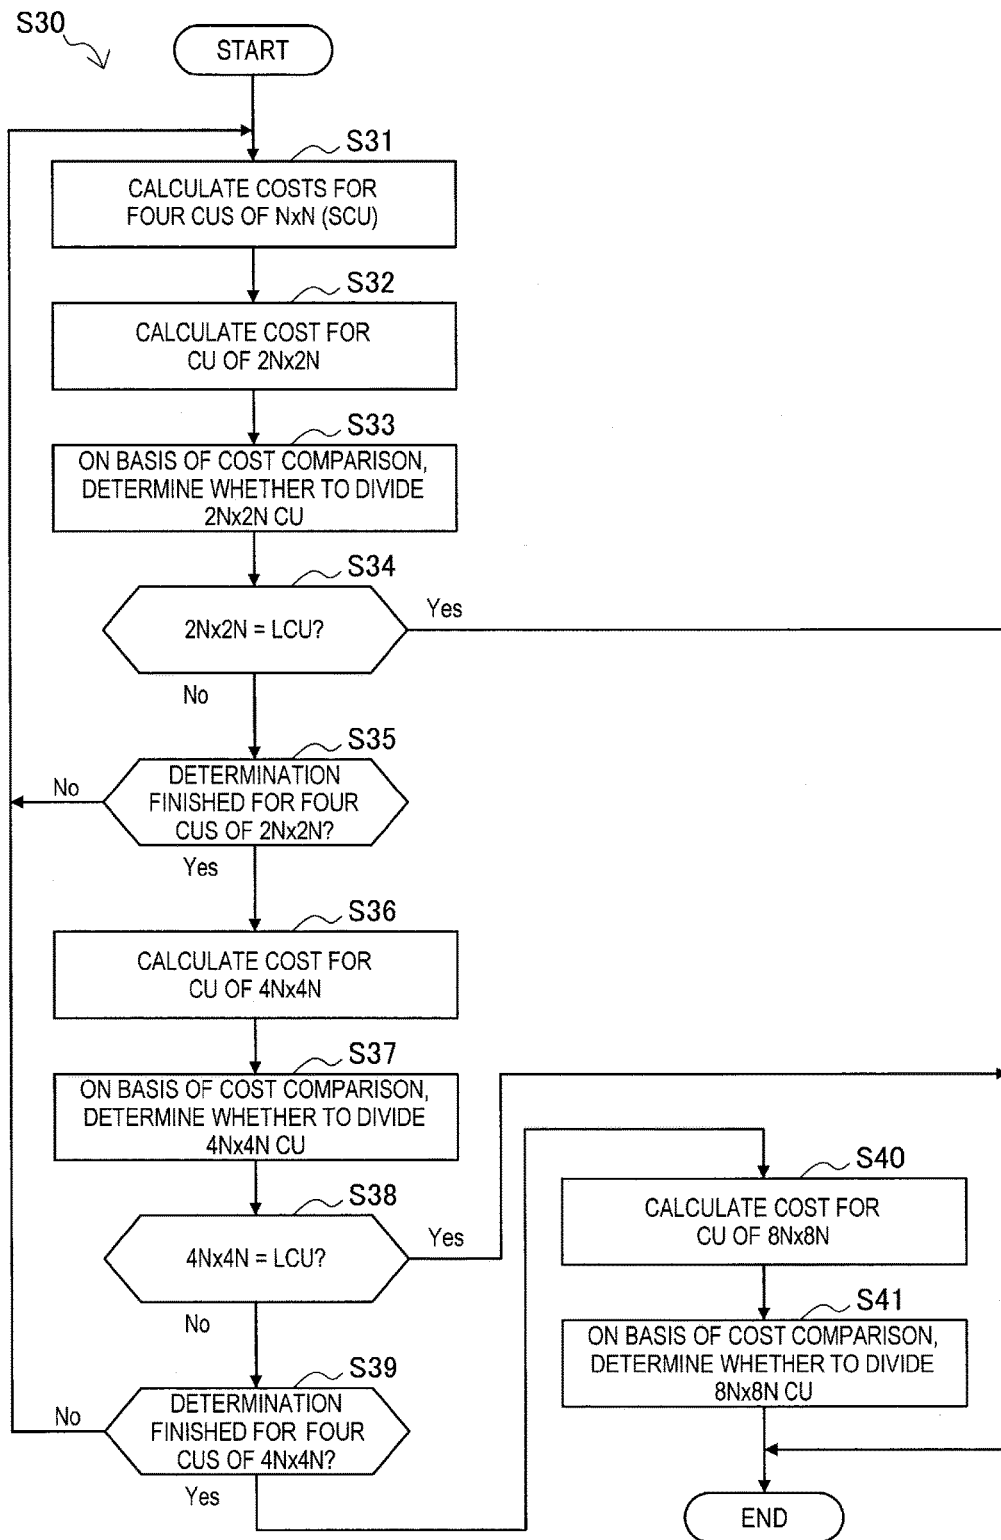 S30
START
S31
CALCULATE COSTS FOR
FOUR CUS OF NxN (SCU)
S32
CALCULATE COST FOR
CU OF 2Nx2N
S33
ON BASIS OF COST COMPARISON,
DETERMINE WHETHER TO DIVIDE
2Nx2N CU
S34
2Nx2N = LCU?
Yes
No
S35
DETERMINATION
FINISHED FOR FOUR
CUS OF 2Nx2N?
No
Yes
S36
CALCULATE COST FOR
CU OF 4Nx4N
S37
ON BASIS OF COST COMPARISON,
DETERMINE WHETHER TO DIVIDE
4Nx4N CU
S38
4Nx4N = LCU?
Yes
No
S39
DETERMINATION
FINISHED FOR FOUR
CUS OF 4Nx4N?
No
Yes
S40
CALCULATE COST FOR
CU OF 8Nx8N
S41
ON BASIS OF COST COMPARISON,
DETERMINE WHETHER TO DIVIDE
8Nx8N CU
END